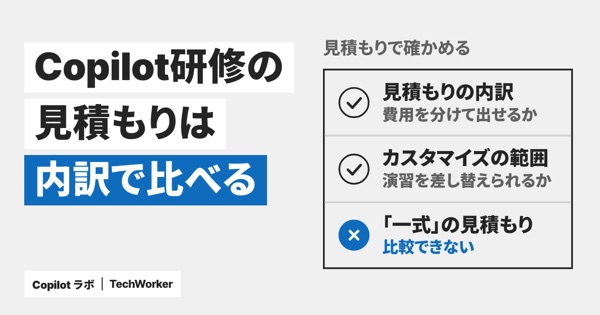 Copilot研修の
見積もりは
内訳で比べる
Copilot ラボ | TechWorker
見積もりで確かめる
見積もりの内訳
費用を分けて出せるか
カスタマイズの範囲
演習を差し替えられるか
「一式」の見積もり
比較できない